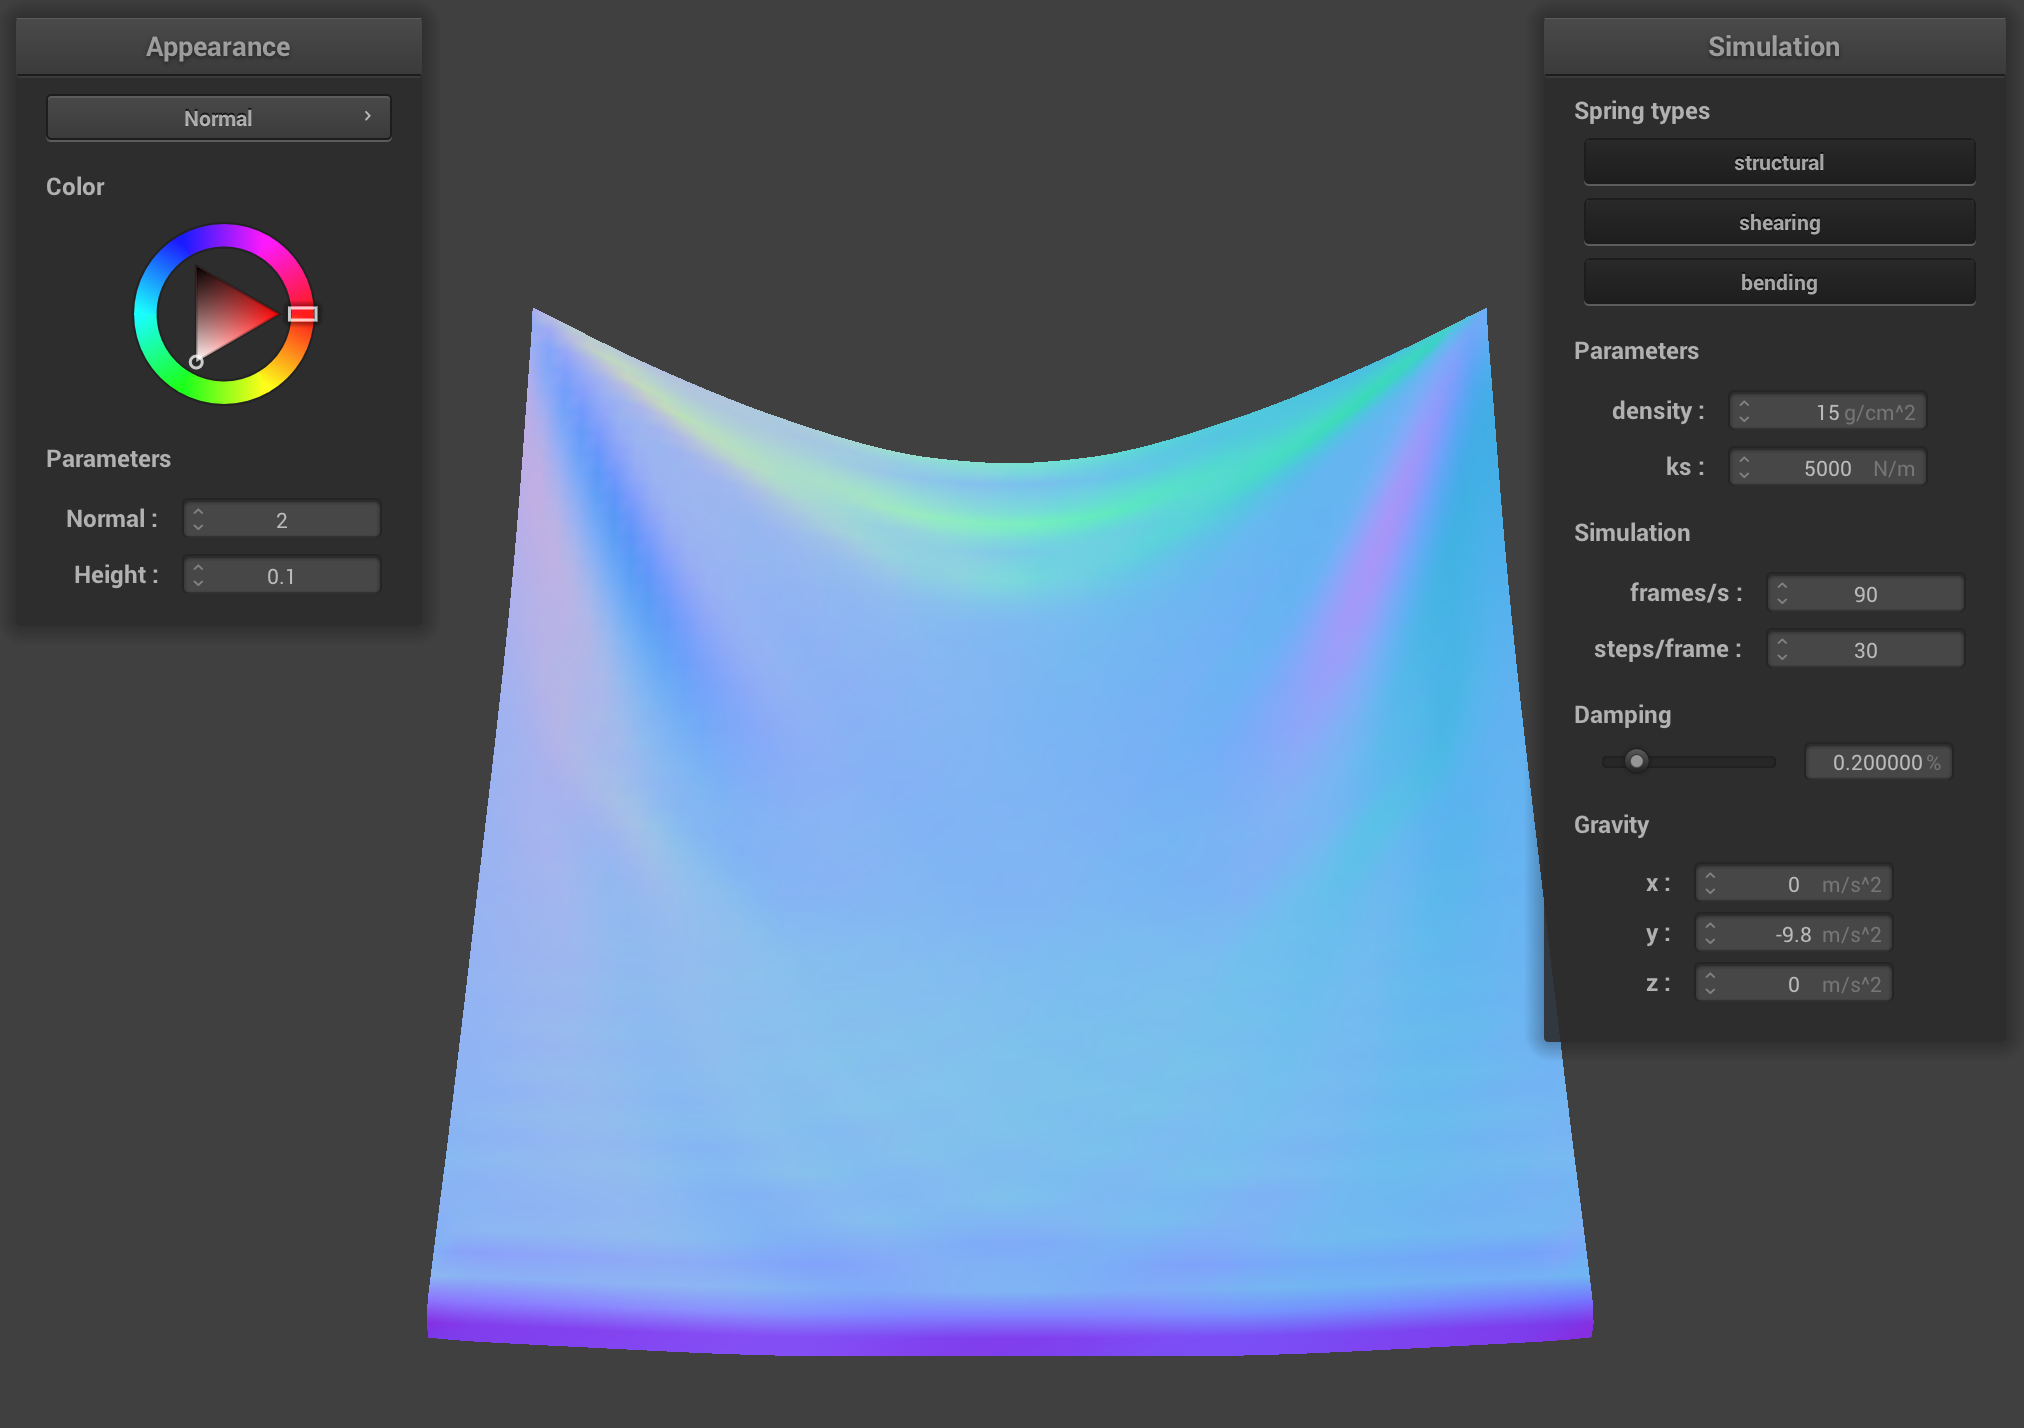 Appearance
Normal
Color
Parameters
Normal : 2
Height : 0.1
Simulation
Spring types
structural
shearing
bending
Parameters
density : 15 g/cm^2
ks : 5000 N/m
Simulation
frames/s : 90
steps/frame : 30
Damping
0.200000 %
Gravity
x : 0 m/s^2
y : -9.8 m/s^2
z : 0 m/s^2